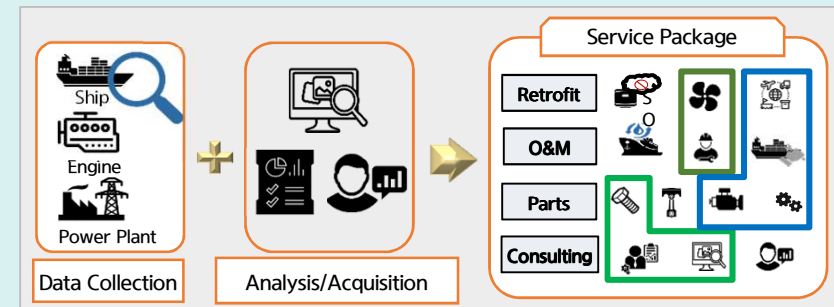 Service Package
Ship
Engine
Power Plant
Data Collection
Analysis/Acquisition
Retrofit
S
O
O&M
Parts
Consulting